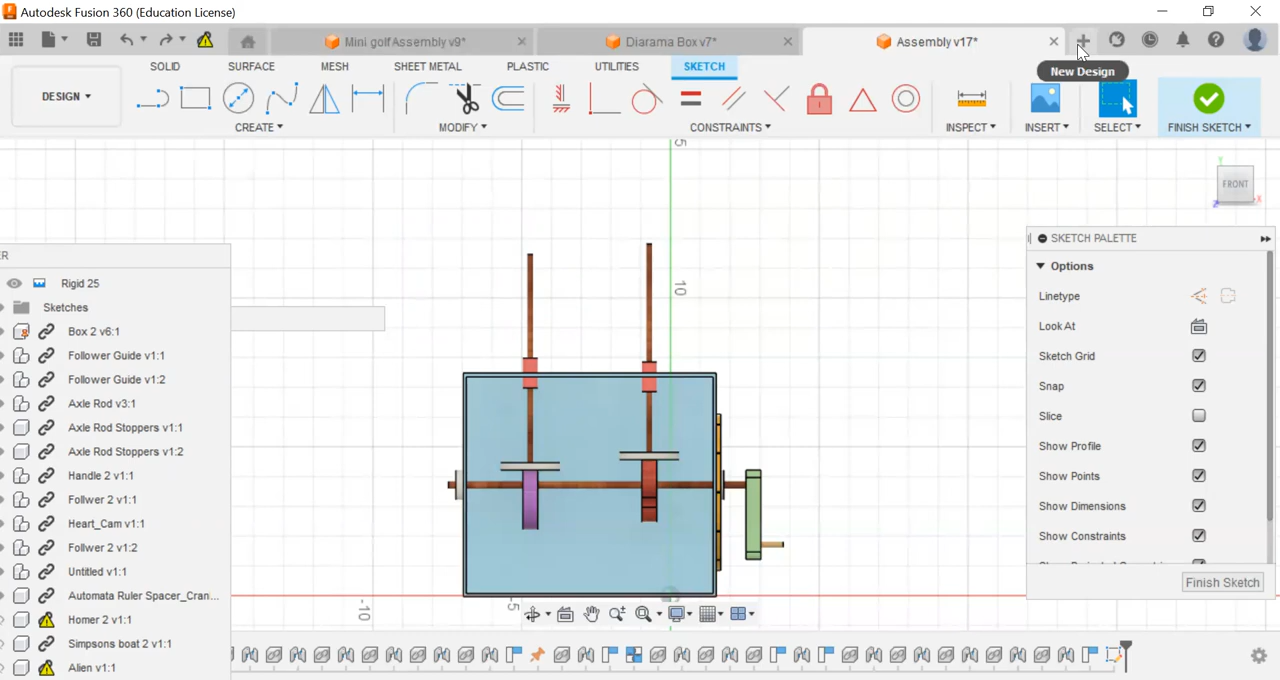 Autodesk Fusion 360 (Education License)
Mini golfAssembly v9*
Diarama Box v7*
Assembly v17*
New Design
DESIGN
SOLID
SURFACE
MESH
SHEET METAL
PLASTIC
UTILITIES
SKETCH
CREATE
MODIFY
CONSTRAINTS
INSPECT
INSERT
SELECT
FINISH SKETCH
FRONT
Y
Z
X
5
10
-10
-5
ER
Rigid 25
Sketches
Box 2 v6:1
Follower Guide v1:1
Follower Guide v1:2
Axle Rod v3:1
Axle Rod Stoppers v1:1
Axle Rod Stoppers v1:2
Handle 2 v1:1
Follwer 2 v1:1
Heart_Cam v1:1
Follwer 2 v1:2
Untitled v1:1
Automata Ruler Spacer_Cran...
Homer 2 v1:1
Simpsons boat 2 v1:1
Alien v1:1
SKETCH PALETTE
Options
Linetype
Look At
Sketch Grid
Snap
Slice
Show Profile
Show Points
Show Dimensions
Show Constraints
Finish Sketch